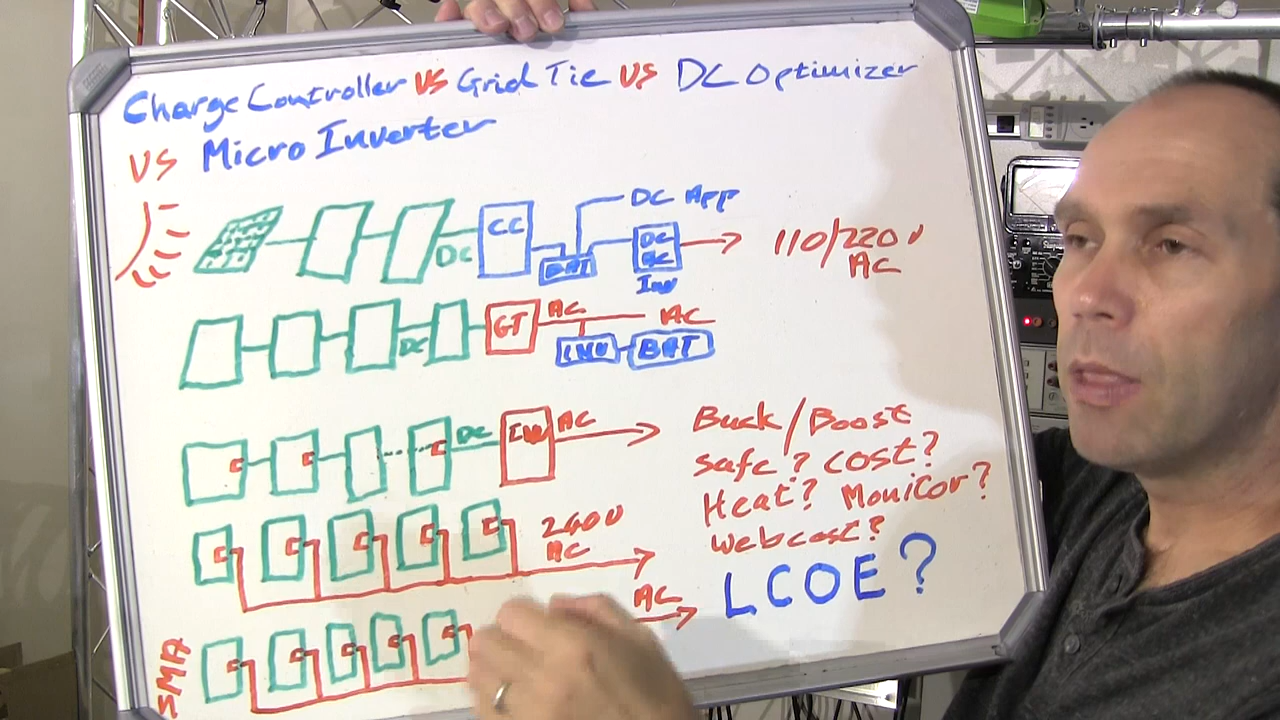 Charge Controller VS Grid Tie VS DC Optimizer
VS Micro Inverter
DC App
CC
DC
BAT
DC
AC
Inv
110/220V
AC
GT
AC
AC
DC
INV
BAT
DC
INV
AC
Buck/Boost
safe? cost?
Heat? Monitor?
webcast?
240V
AC
LCOE?
AC
SMA